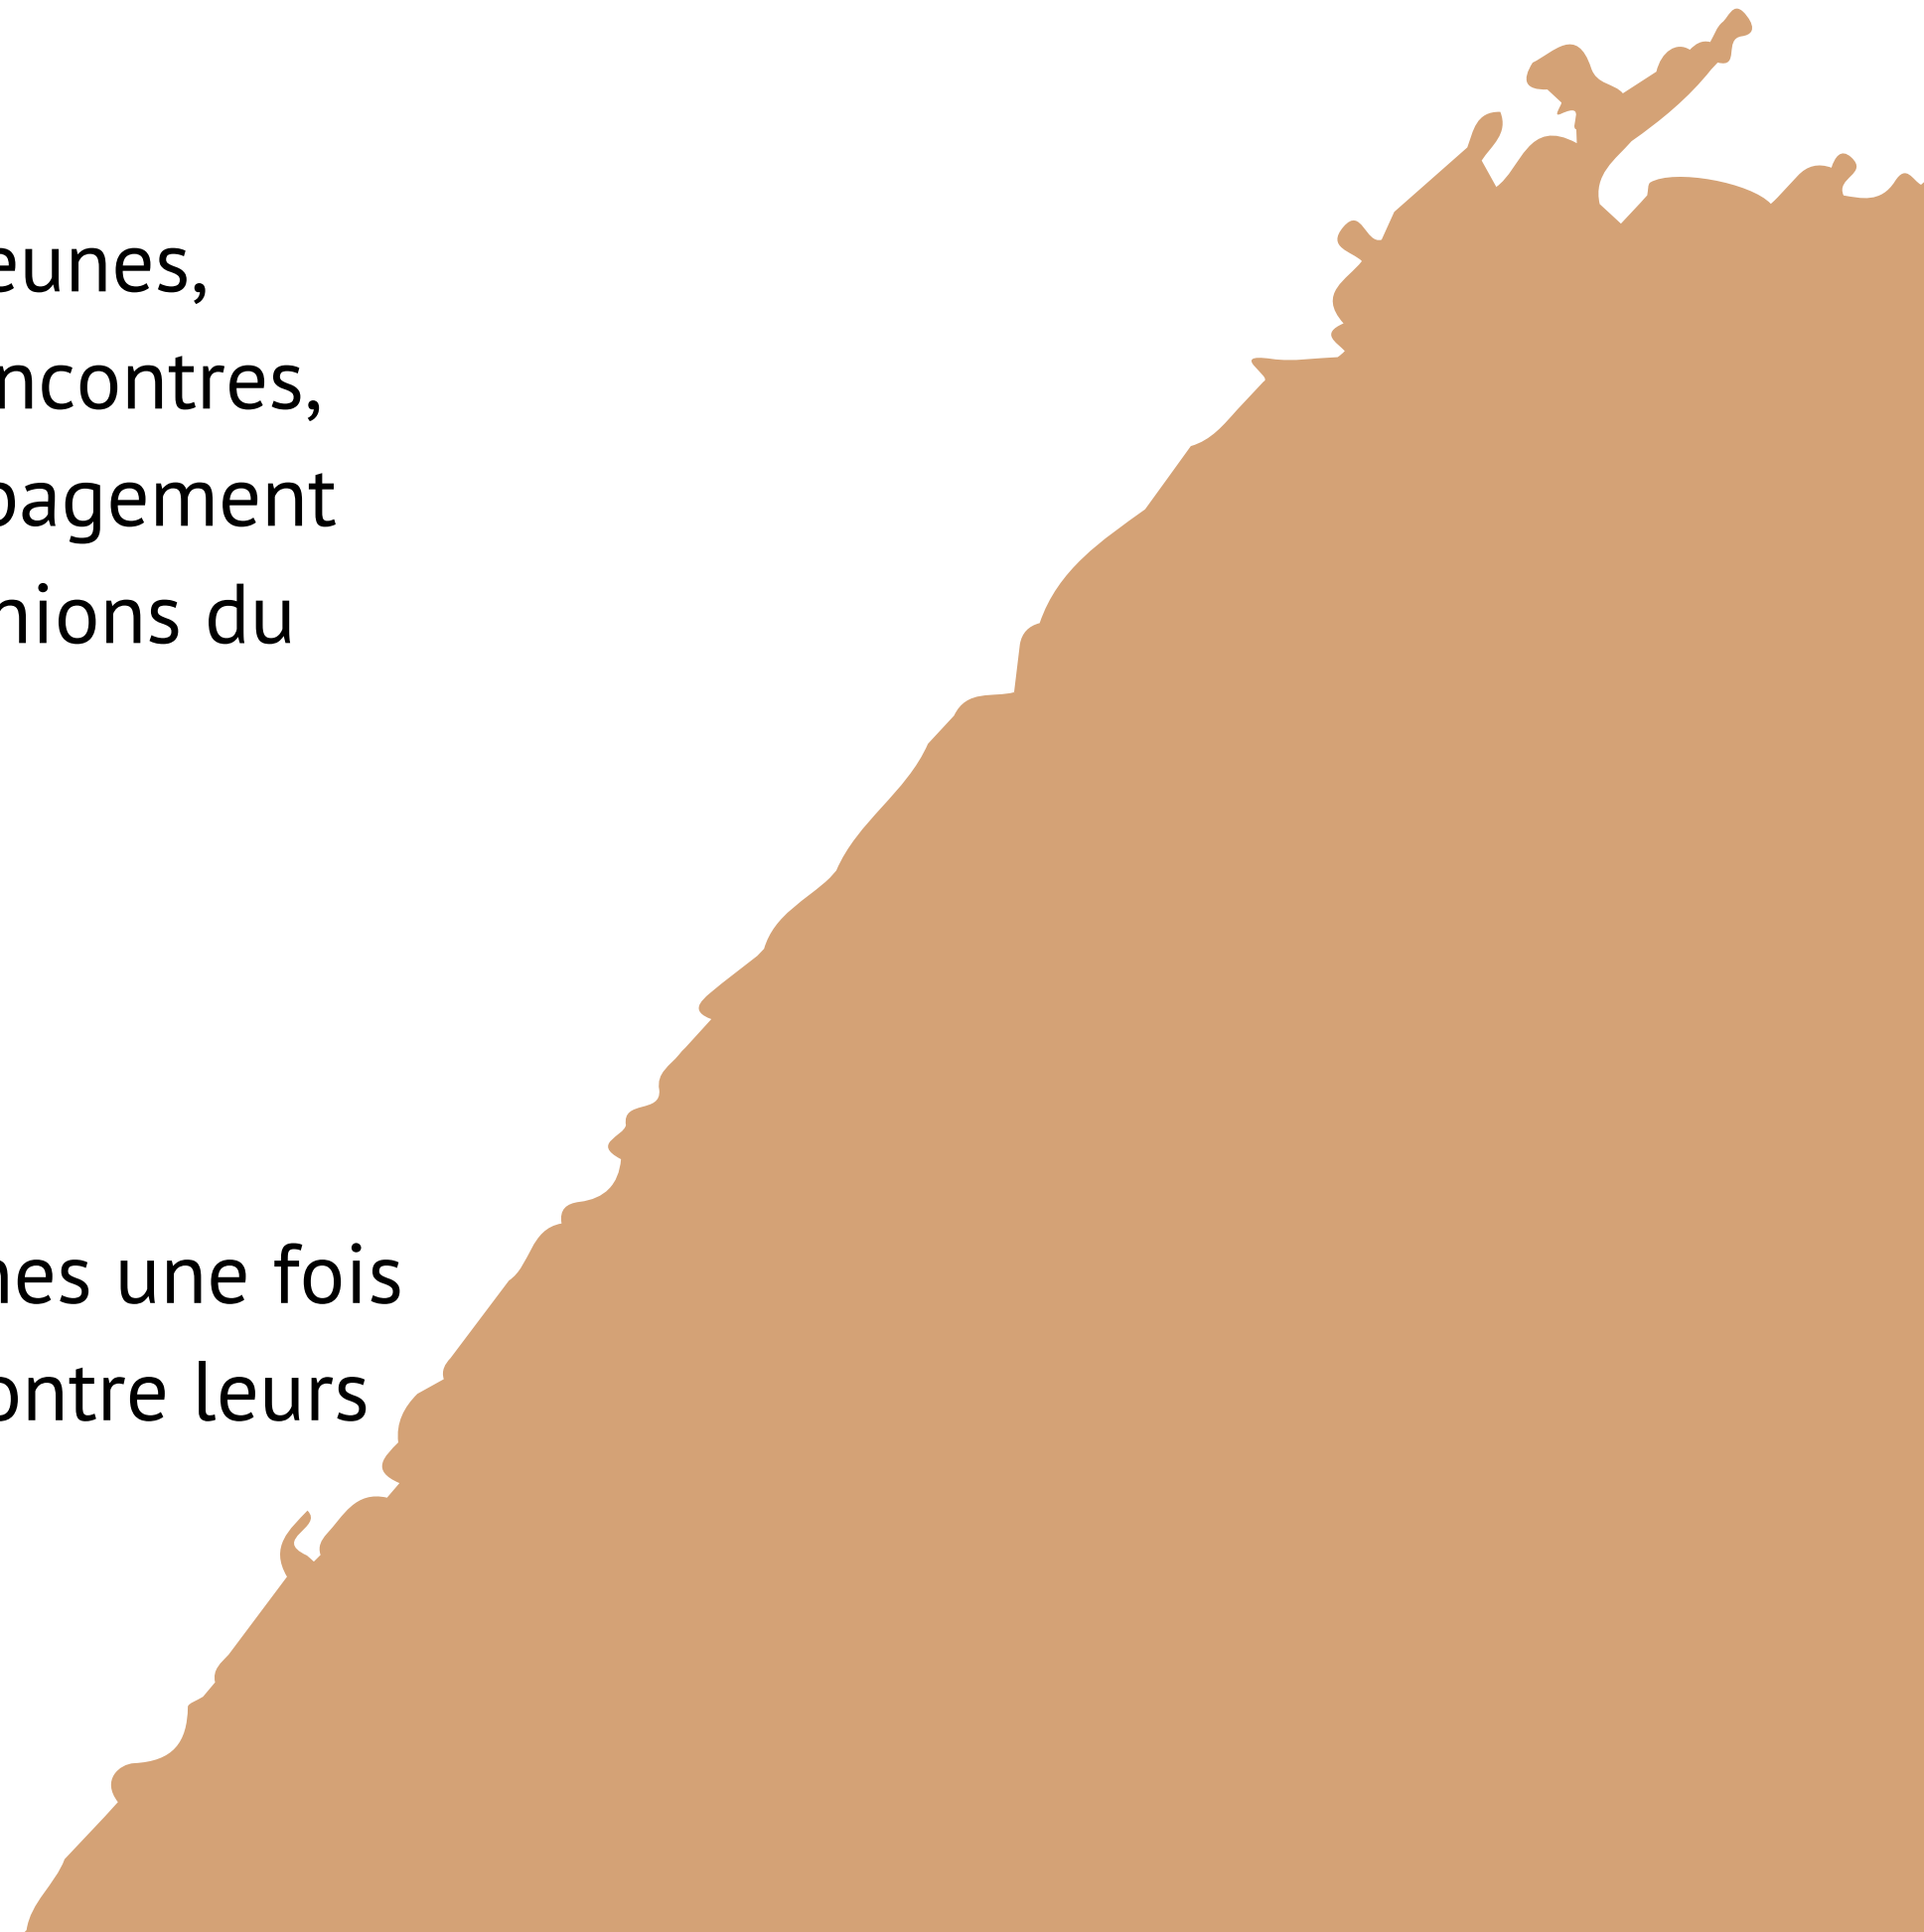 eunes,
ncontres,
pagement
nions du
nes une fois
ontre leurs